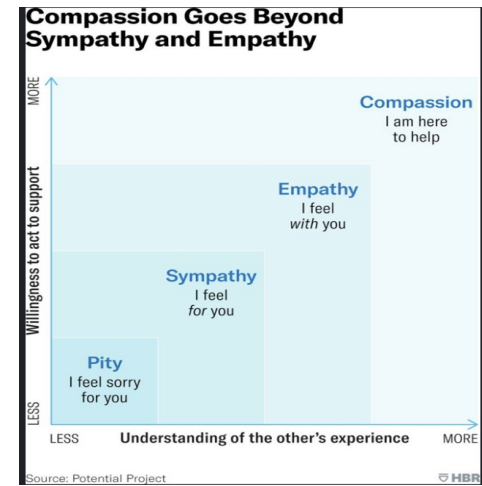 Compassion Goes Beyond
Sympathy and Empathy
MORE
Willingness to act to support
LESS
Compassion
I am here
to help
Empathy
I feel
with you
Sympathy
I feel
for you
Pity
I feel sorry
for you
LESS
Understanding of the other’s experience
MORE
Source: Potential Project
HBR